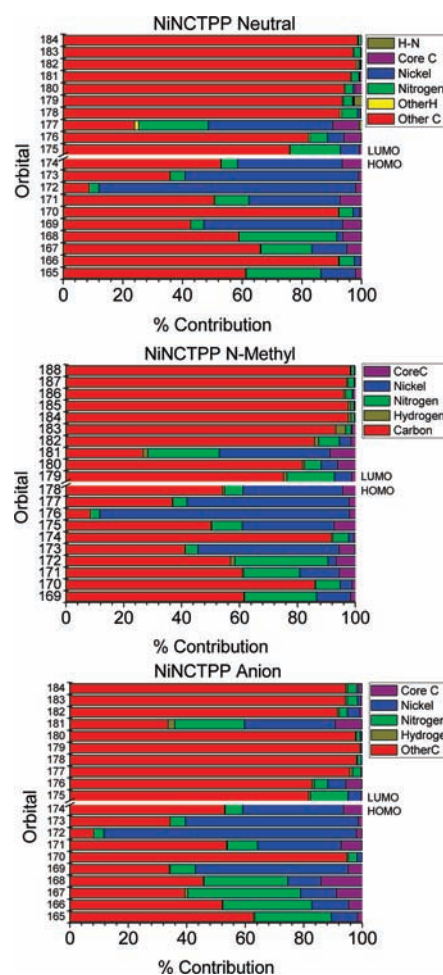 NiNCTPP Neutral
184
183
182
181
180
179
178
177
176
175
174
173
172
171
170
169
168
167
166
165
Orbital
H-N
Core C
Nickel
Nitrogen
OtherH
Other C
LUMO
HOMO
0 20 40 60 80 100
% Contribution
NiNCTPP N-Methyl
188
187
186
185
184
183
182
181
180
179
178
177
176
175
174
173
172
171
170
169
Orbital
CoreC
Nickel
Nitrogen
Hydrogen
Carbon
LUMO
HOMO
0 20 40 60 80 100
% Contribution
NiNCTPP Anion
184
183
182
181
180
179
178
177
176
175
174
173
172
171
170
169
168
167
166
165
Orbital
Core C
Nickel
Nitrogen
Hydroge
OtherC
LUMO
HOMO
0 20 40 60 80 100
% Contribution